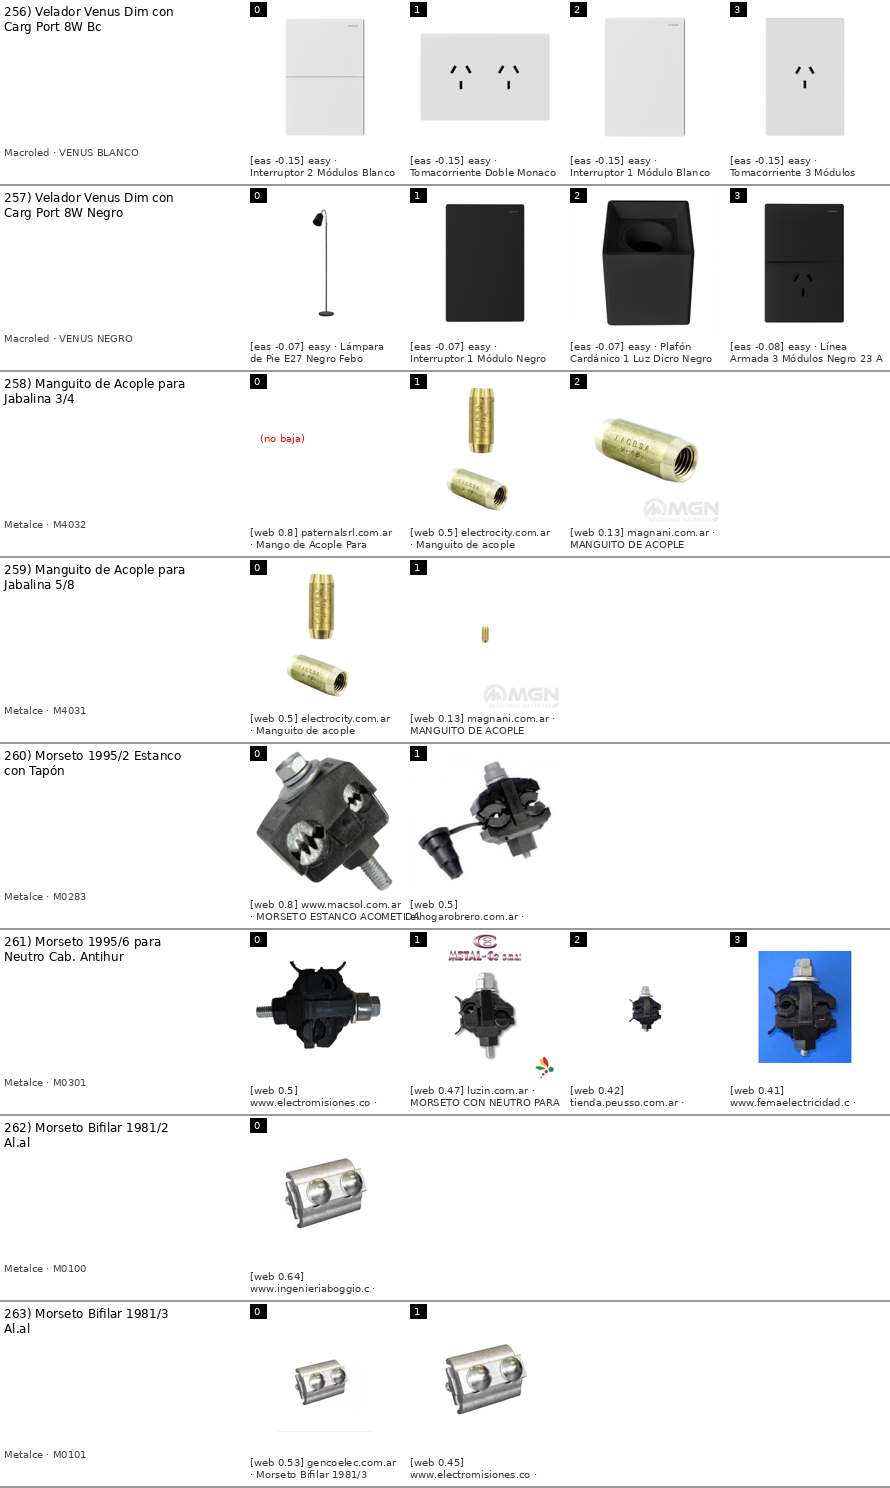 256) Velador Venus Dim con
Carg Port 8W Bc
Macroled · VENUS BLANCO
0
[eas -0.15] easy ·
Interruptor 2 Módulos Blanco
1
[eas -0.15] easy ·
Tomacorriente Doble Monaco
2
[eas -0.15] easy ·
Interruptor 1 Módulo Blanco
3
[eas -0.15] easy ·
Tomacorriente 3 Módulos
257) Velador Venus Dim con
Carg Port 8W Negro
Macroled · VENUS NEGRO
0
[eas -0.07] easy · Lámpara
de Pie E27 Negro Febo
1
[eas -0.07] easy ·
Interruptor 1 Módulo Negro
2
[eas -0.07] easy · Plafón
Cardánico 1 Luz Dicro Negro
3
[eas -0.08] easy · Línea
Armada 3 Módulos Negro 23 A
258) Manguito de Acople para
Jabalina 3/4
Metalce · M4032
0
(no baja)
[web 0.8] paternalsrl.com.ar
· Mango de Acople Para
1
[web 0.5] electrocity.com.ar
· Manguito de acople
2
MGN
[web 0.13] magnani.com.ar ·
MANGUITO DE ACOPLE
259) Manguito de Acople para
Jabalina 5/8
Metalce · M4031
0
[web 0.5] electrocity.com.ar
· Manguito de acople
1
MGN
[web 0.13] magnani.com.ar ·
MANGUITO DE ACOPLE
260) Morseto 1995/2 Estanco
con Tapón
Metalce · M0283
0
[web 0.8] www.macsol.com.ar
· MORSETO ESTANCO ACOMETIDA
1
[web 0.5]
elhogarobrero.com.ar ·
261) Morseto 1995/6 para
Neutro Cab. Antihur
Metalce · M0301
0
[web 0.5]
www.electromisiones.co ·
1
METAL-Ce s.r.l.
[web 0.47] luzin.com.ar ·
MORSETO CON NEUTRO PARA
2
[web 0.42]
tienda.peusso.com.ar ·
3
[web 0.41]
www.femaelectricidad.c ·
262) Morseto Bifilar 1981/2
Al.al
Metalce · M0100
0
[web 0.64]
www.ingenieriaboggio.c ·
263) Morseto Bifilar 1981/3
Al.al
Metalce · M0101
0
[web 0.53] gencoelec.com.ar
· Morseto Bifilar 1981/3
1
[web 0.45]
www.electromisiones.co ·